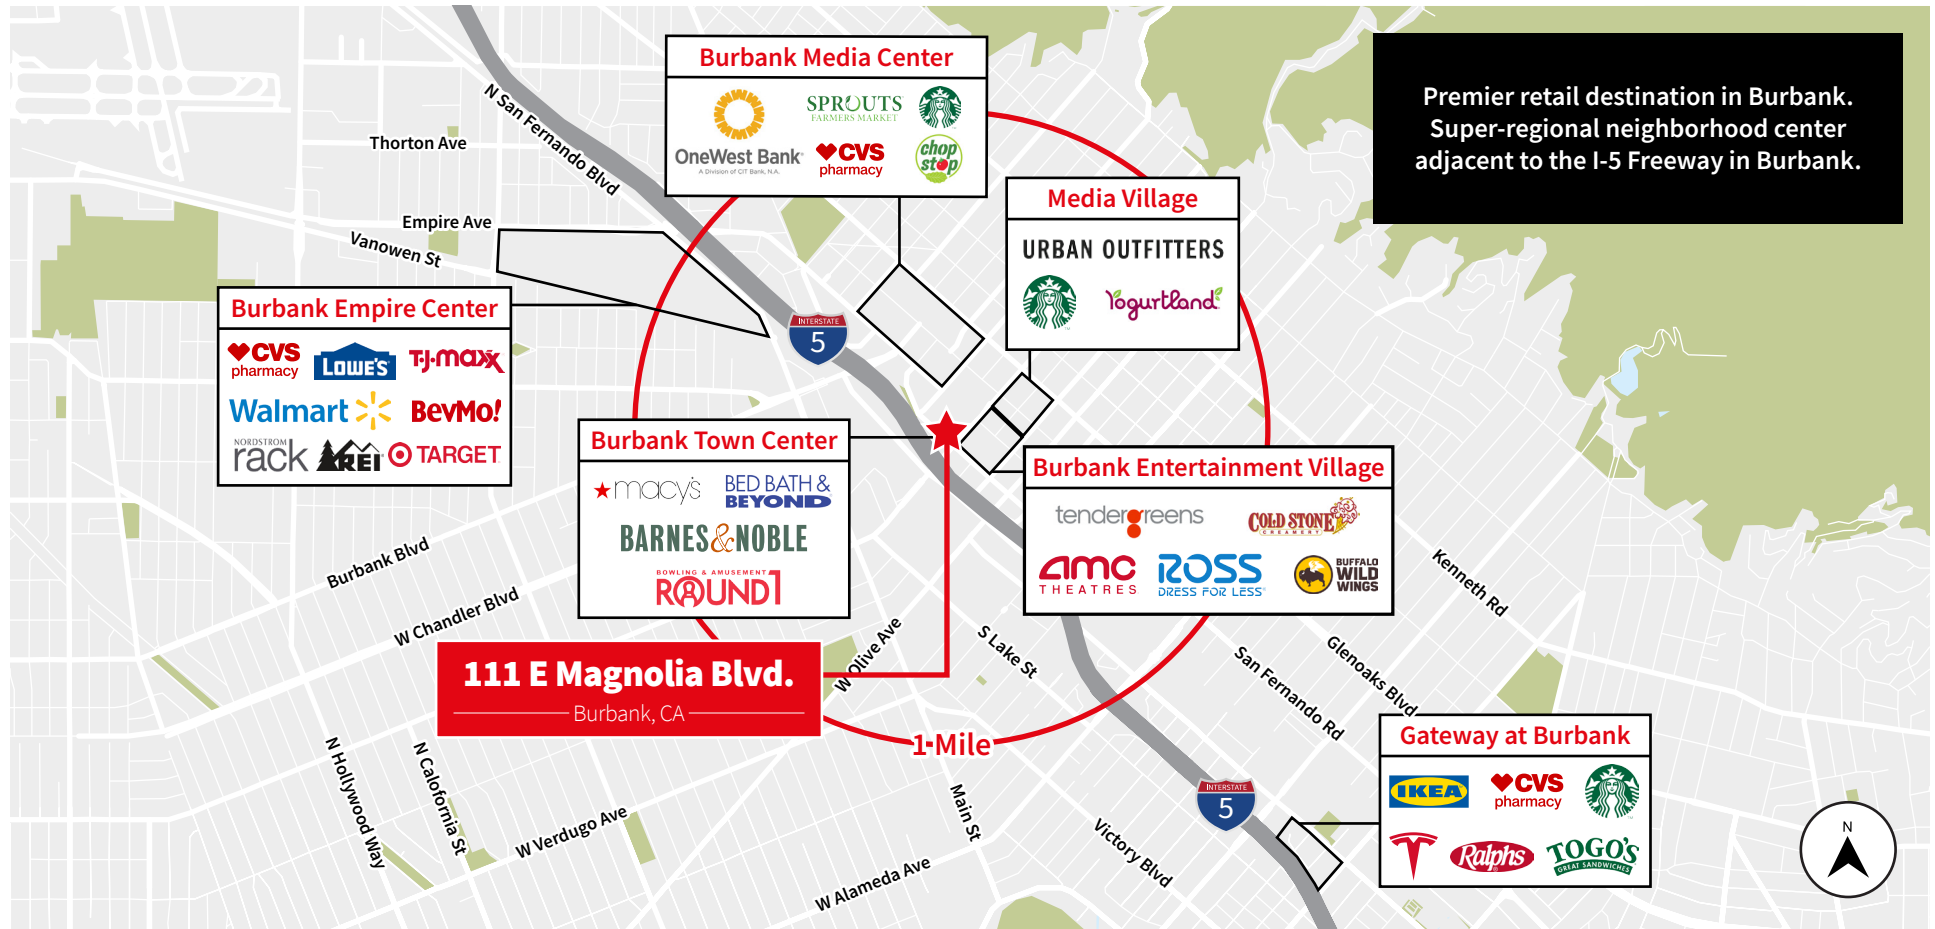 Burbank Media Center
OneWest Bank
A Division of CIT Bank, N.A.
SPROUTS
FARMERS MARKET
CVS
pharmacy
chop
stop
Premier retail destination in Burbank.
Super-regional neighborhood center
adjacent to the I-5 Freeway in Burbank.
N San Fernando Blvd
Thorton Ave
Empire Ave
Vanowen St
Media Village
URBAN OUTFITTERS
Yogurtland
Burbank Empire Center
CVS
pharmacy
LOWE'S
T·J·maxx
Walmart
BEVMO!
NORDSTROM
rack
REI
TARGET
INTERSTATE
5
Burbank Town Center
macy's
BED BATH &
BEYOND
BARNES & NOBLE
BOWLING & AMUSEMENT
ROUND1
Burbank Entertainment Village
tendergreens
COLD STONE
CREAMERY
amc
THEATRES
ROSS
DRESS FOR LESS
BUFFALO
WILD
WINGS
Burbank Blvd
W Chandler Blvd
111 E Magnolia Blvd.
Burbank, CA
W Olive Ave
S Lake St
Kenneth Rd
Glenoaks Blvd
San Fernando Rd
1-Mile
N Hollywood Way
N Calofornia St
W Verdugo Ave
Main St
W Alameda Ave
Victory Blvd
INTERSTATE
5
Gateway at Burbank
IKEA
CVS
pharmacy
Ralphs
TOGO'S
GREAT SANDWICHES
N